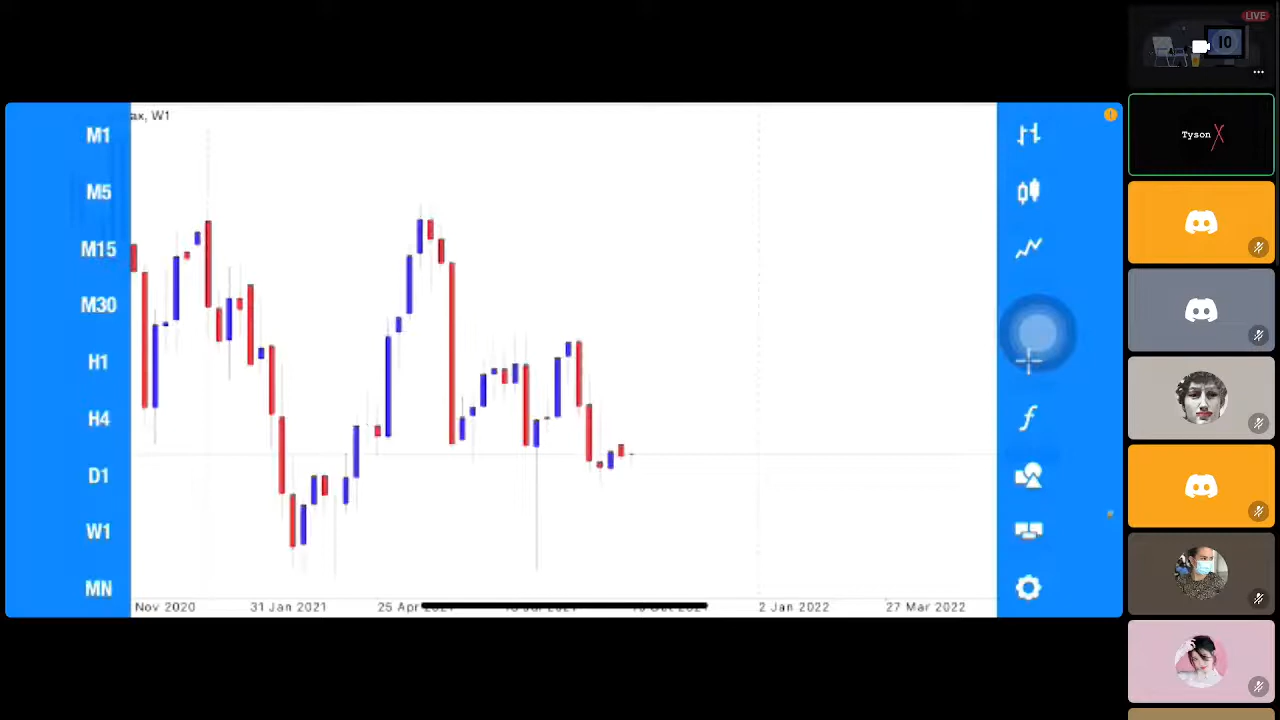 LIVE
10
ax, W1
M1
M5
M15
M30
H1
H4
D1
W1
MN
Nov 2020
31 Jan 2021
25 Apr 2021
2 Jan 2022
27 Mar 2022
Tyson X